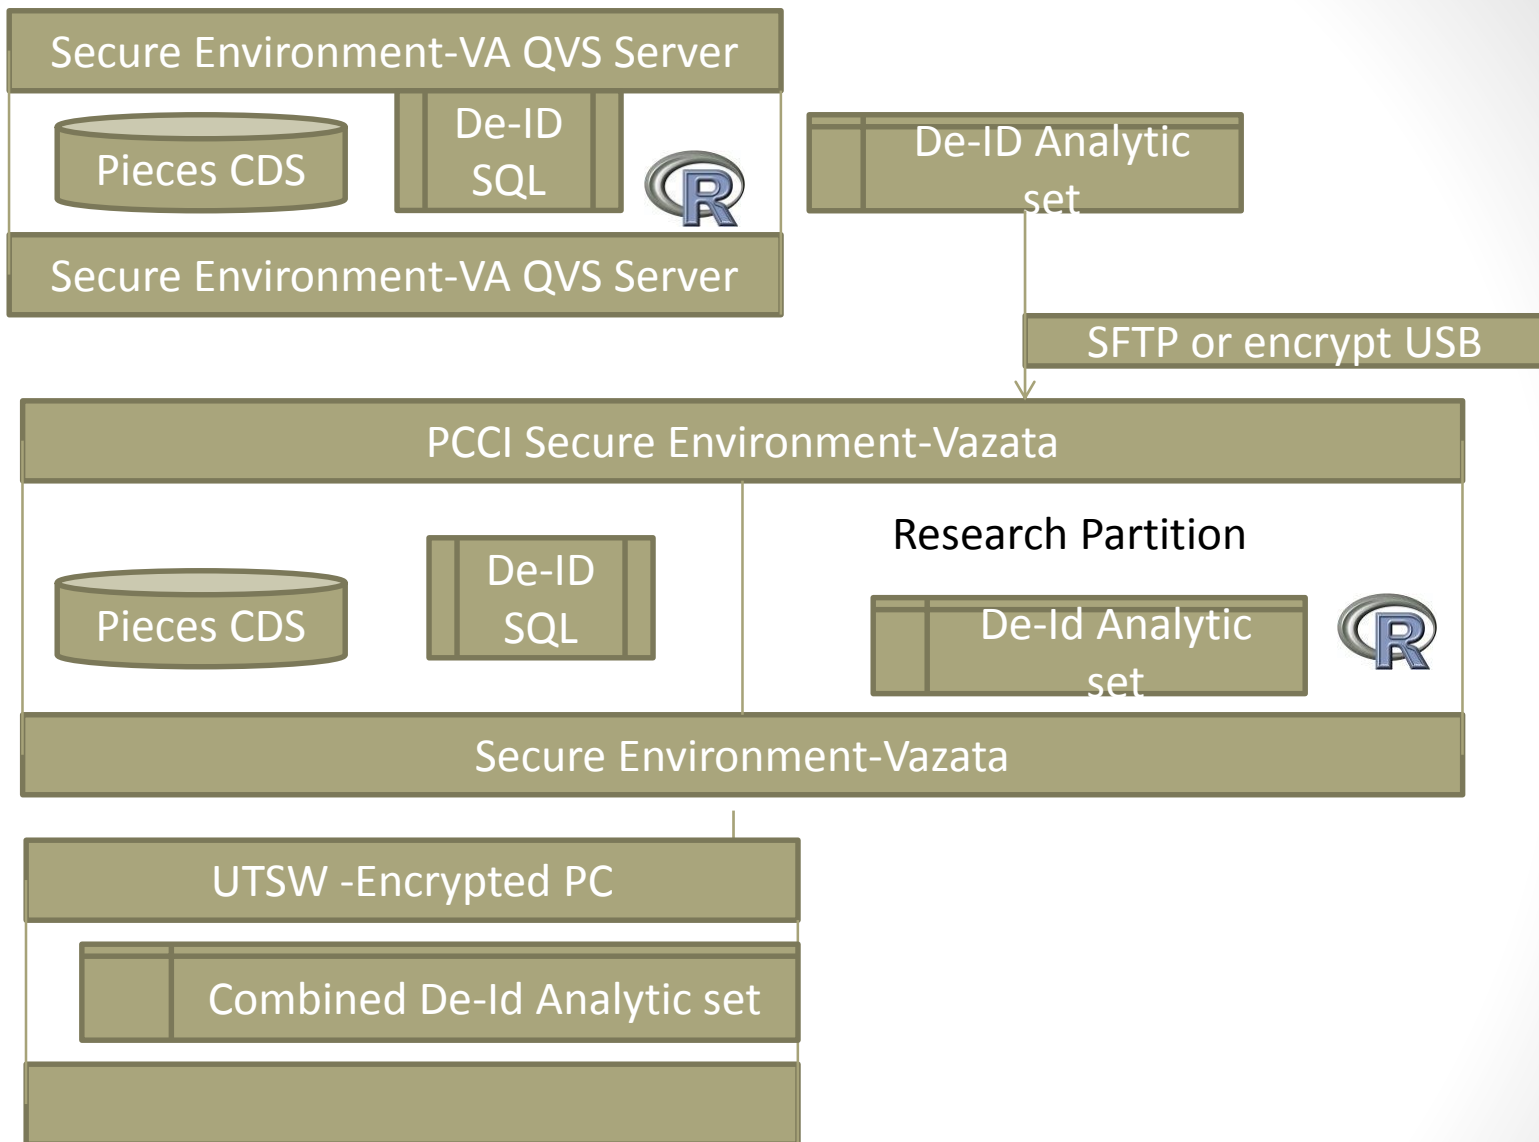 Secure Environment-VA QVS Server
Pieces CDS
De-ID
SQL
R
De-ID Analytic
set
Secure Environment-VA QVS Server
SFTP or encrypt USB
PCCI Secure Environment-Vazata
Pieces CDS
De-ID
SQL
Research Partition
De-Id Analytic
set
R
Secure Environment-Vazata
UTSW -Encrypted PC
Combined De-Id Analytic set